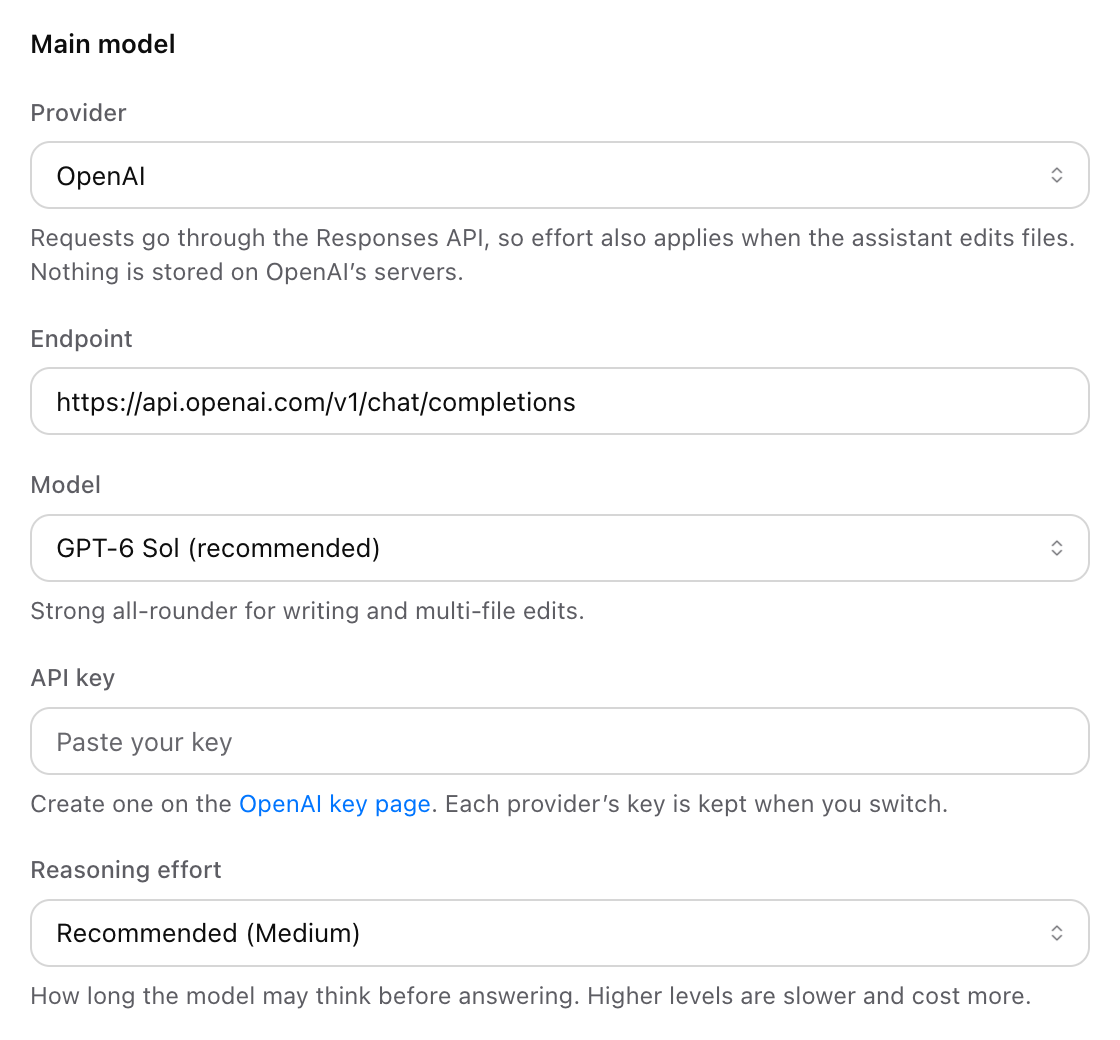 Main model
Provider
OpenAI
Requests go through the Responses API, so effort also applies when the assistant edits files.
Nothing is stored on OpenAI’s servers.
Endpoint
https://api.openai.com/v1/chat/completions
Model
GPT-6 Sol (recommended)
Strong all-rounder for writing and multi-file edits.
API key
Paste your key
Create one on the OpenAI key page. Each provider’s key is kept when you switch.
Reasoning effort
Recommended (Medium)
How long the model may think before answering. Higher levels are slower and cost more.